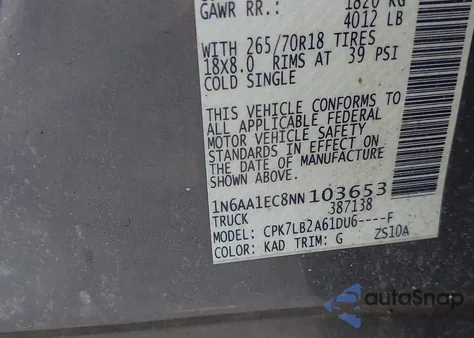 GAWR RR.: 1820 KG
4012 LB
WITH 265/70R18 TIRES
18X8.0 RIMS AT 39 PSI
COLD SINGLE
THIS VEHICLE CONFORMS TO
ALL APPLICABLE FEDERAL
MOTOR VEHICLE SAFETY
STANDARDS IN EFFECT ON
THE DATE OF MANUFACTURE
SHOWN ABOVE.
1N6AA1EC8NN103653
TRUCK 387138
MODEL: CPK7LB2A61DU6----F
COLOR: KAD TRIM: G ZS10A
autoSnap